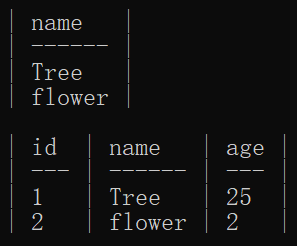 | name   |
| ------ |
| Tree   |
| flower |
| id  | name   | age |
| --- | ------ | --- |
| 1   | Tree   | 25  |
| 2   | flower | 2   |